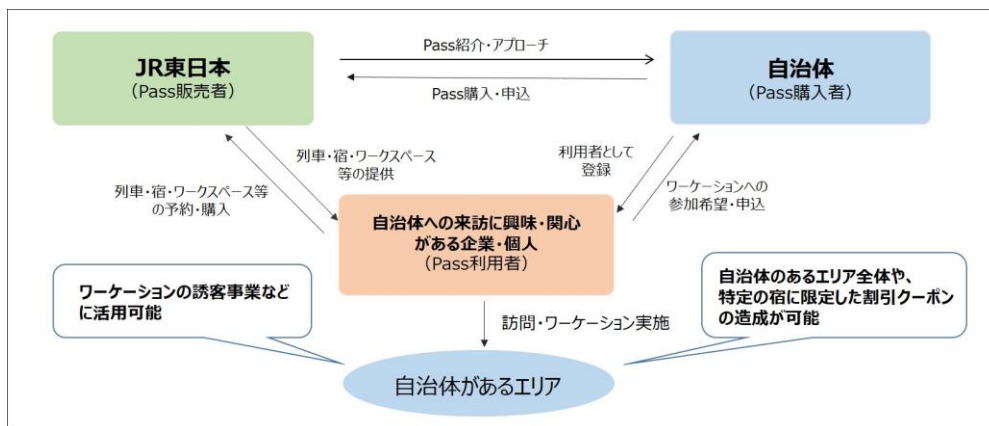 JR東日本
（Pass販売者）
Pass紹介・アプローチ
Pass購入・申込
自治体
（Pass購入者）
列車・宿・ワークスペース
等の提供
列車・宿・ワークスペース等
の予約・購入
利用者として
登録
ワーケーションへの
参加希望・申込
自治体への来訪に興味・関心
がある企業・個人
（Pass利用者）
ワーケーションの誘客事業など
に活用可能
自治体のあるエリア全体や、
特定の宿に限定した割引クーポン
の造成が可能
訪問・ワーケーション実施
自治体があるエリア